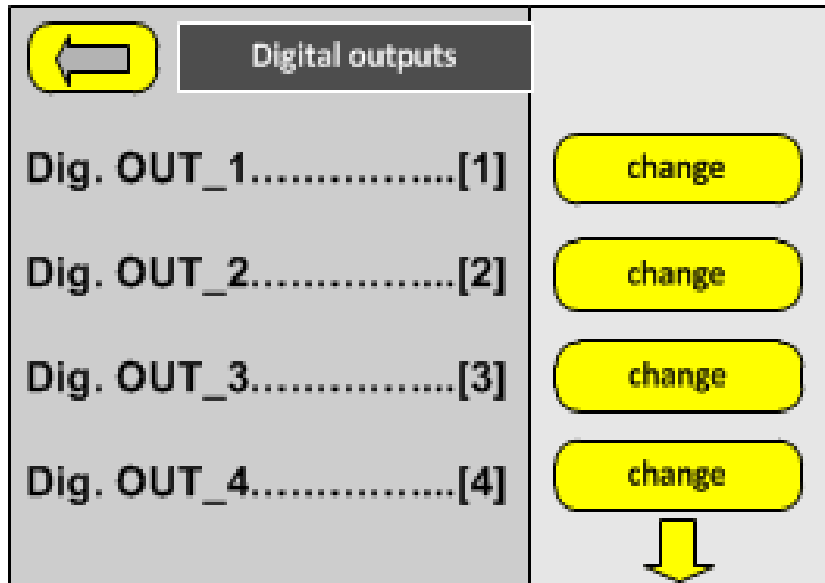 Digital outputs
Dig. OUT_1..................[1] change
Dig. OUT_2..................[2] change
Dig. OUT_3..................[3] change
Dig. OUT_4..................[4] change